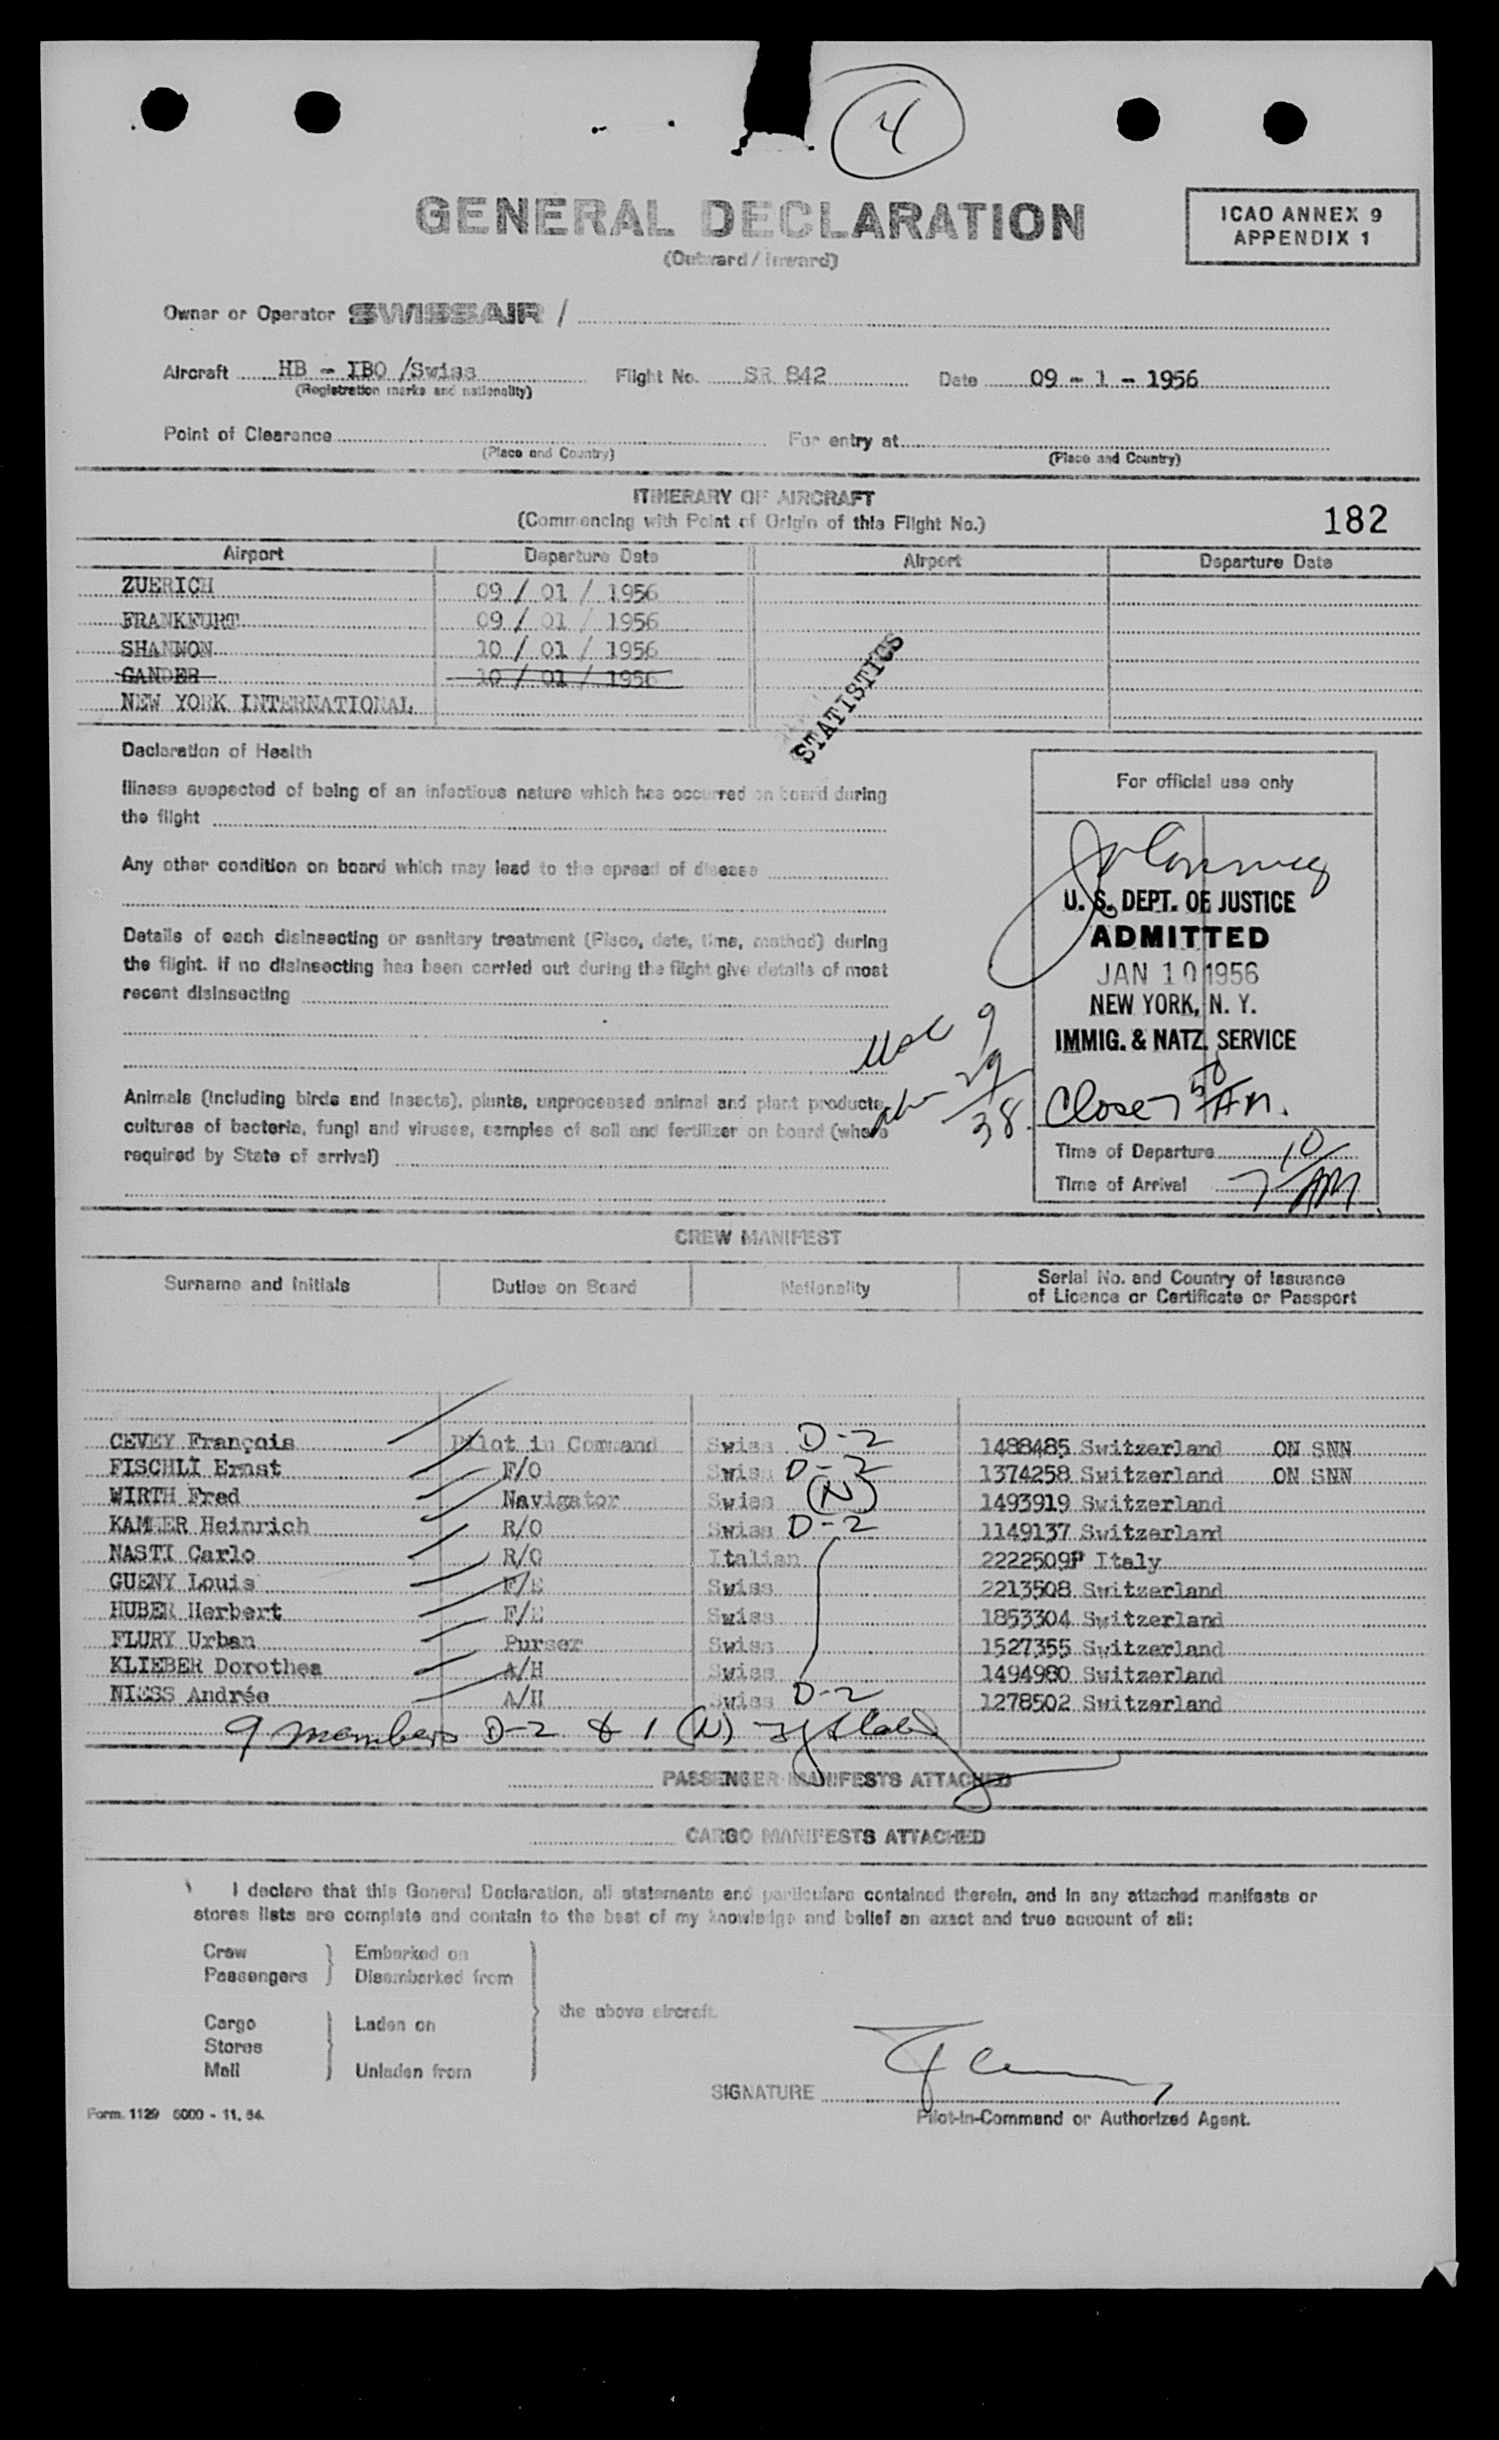 4
GENERAL DECLARATION
(Outward / Inward)
ICAO ANNEX 9
APPENDIX 1
Owner or Operator SWISSAIR /
Aircraft HB - IBO /Swiss Flight No. SR 842 Date 09 - 1 - 1956
(Registration marks and nationality)
Point of Clearance For entry at
(Place and Country) (Place and Country)
ITINERARY OF AIRCRAFT
(Commencing with Point of Origin of this Flight No.)
182
Airport Departure Date Airport Departure Date
ZUERICH 09 / 01 / 1956
FRANKFURT 09 / 01 / 1956
SHANNON 10 / 01 / 1956
GANDER 10 / 01 / 1956
NEW YORK INTERNATIONAL
STATISTICS
Declaration of Health
Illness suspected of being of an infectious nature which has occurred on board during
the flight
Any other condition on board which may lead to the spread of disease
Details of each disinsecting or sanitary treatment (Place, date, time, method) during
the flight. If no disinsecting has been carried out during the flight give details of most
recent disinsecting
Animals (including birds and insects), plants, unprocessed animal and plant products,
cultures of bacteria, fungi and viruses, samples of soil and fertilizer on board (where
required by State of arrival)
For official use only
U. S. DEPT. OF JUSTICE
ADMITTED
JAN 10 1956
NEW YORK, N. Y.
IMMIG. & NATZ. SERVICE
USC 9
29
38
Close 7 50 AM.
Time of Departure
Time of Arrival 7 10 AM.
CREW MANIFEST
Surname and Initials Duties on Board Nationality Serial No. and Country of Issuance
of Licence or Certificate or Passport
CEVEY François Pilot in Command Swiss D-2 1488485 Switzerland ON SNN
FISCHLI Ernst F/O Swiss D-2 1374258 Switzerland ON SNN
WIRTH Fred Navigator Swiss (N) 1493919 Switzerland
KAMMER Heinrich R/O Swiss D-2 1149137 Switzerland
NASTI Carlo R/O Italian 2222509P Italy
GUENY Louis F/E Swiss 2213508 Switzerland
HUBER Herbert F/E Swiss 1853304 Switzerland
FLURY Urban Purser Swiss 1527355 Switzerland
KLIEBER Dorothea A/H Swiss 1494980 Switzerland
NIESS Andrée A/H Swiss D-2 1278502 Switzerland
9 members D-2 & 1 (N)
PASSENGER MANIFESTS ATTACHED
CARGO MANIFESTS ATTACHED
I declare that this General Declaration, all statements and particulars contained therein, and in any attached manifests or
stores lists are complete and contain to the best of my knowledge and belief an exact and true account of all:
Crew Embarked on
Passengers Disembarked from
the above aircraft.
Cargo Laden on
Stores
Mail Unladen from
SIGNATURE
Pilot-in-Command or Authorized Agent.
Form. 1129 5000 - 11. 54.